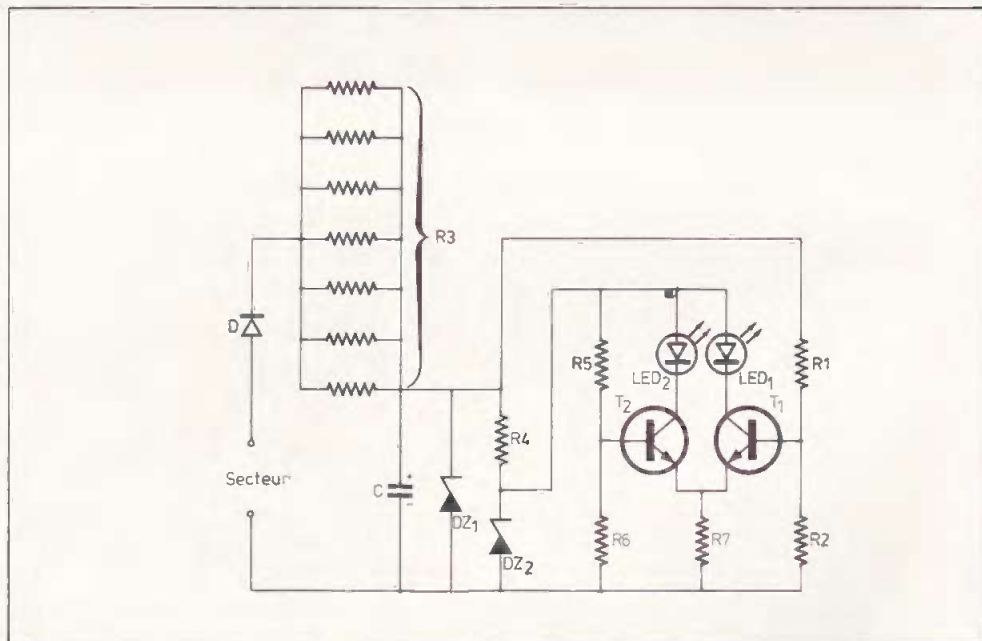 R3
D
Secteur
C
+
-
DZ1
R4
DZ2
R5
LED2
LED1
R1
T2
T1
R6
R7
R2